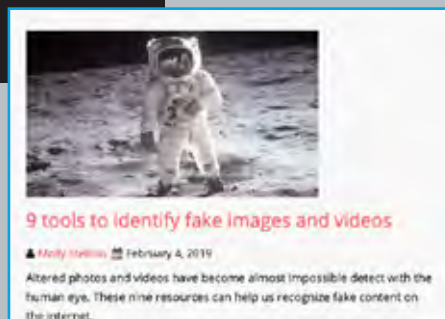 9 tools to identify fake images and videos
Molly February 4, 2019
Altered photos and videos have become almost impossible detect with the
human eye. These nine resources can help us recognize fake content on
the internet.